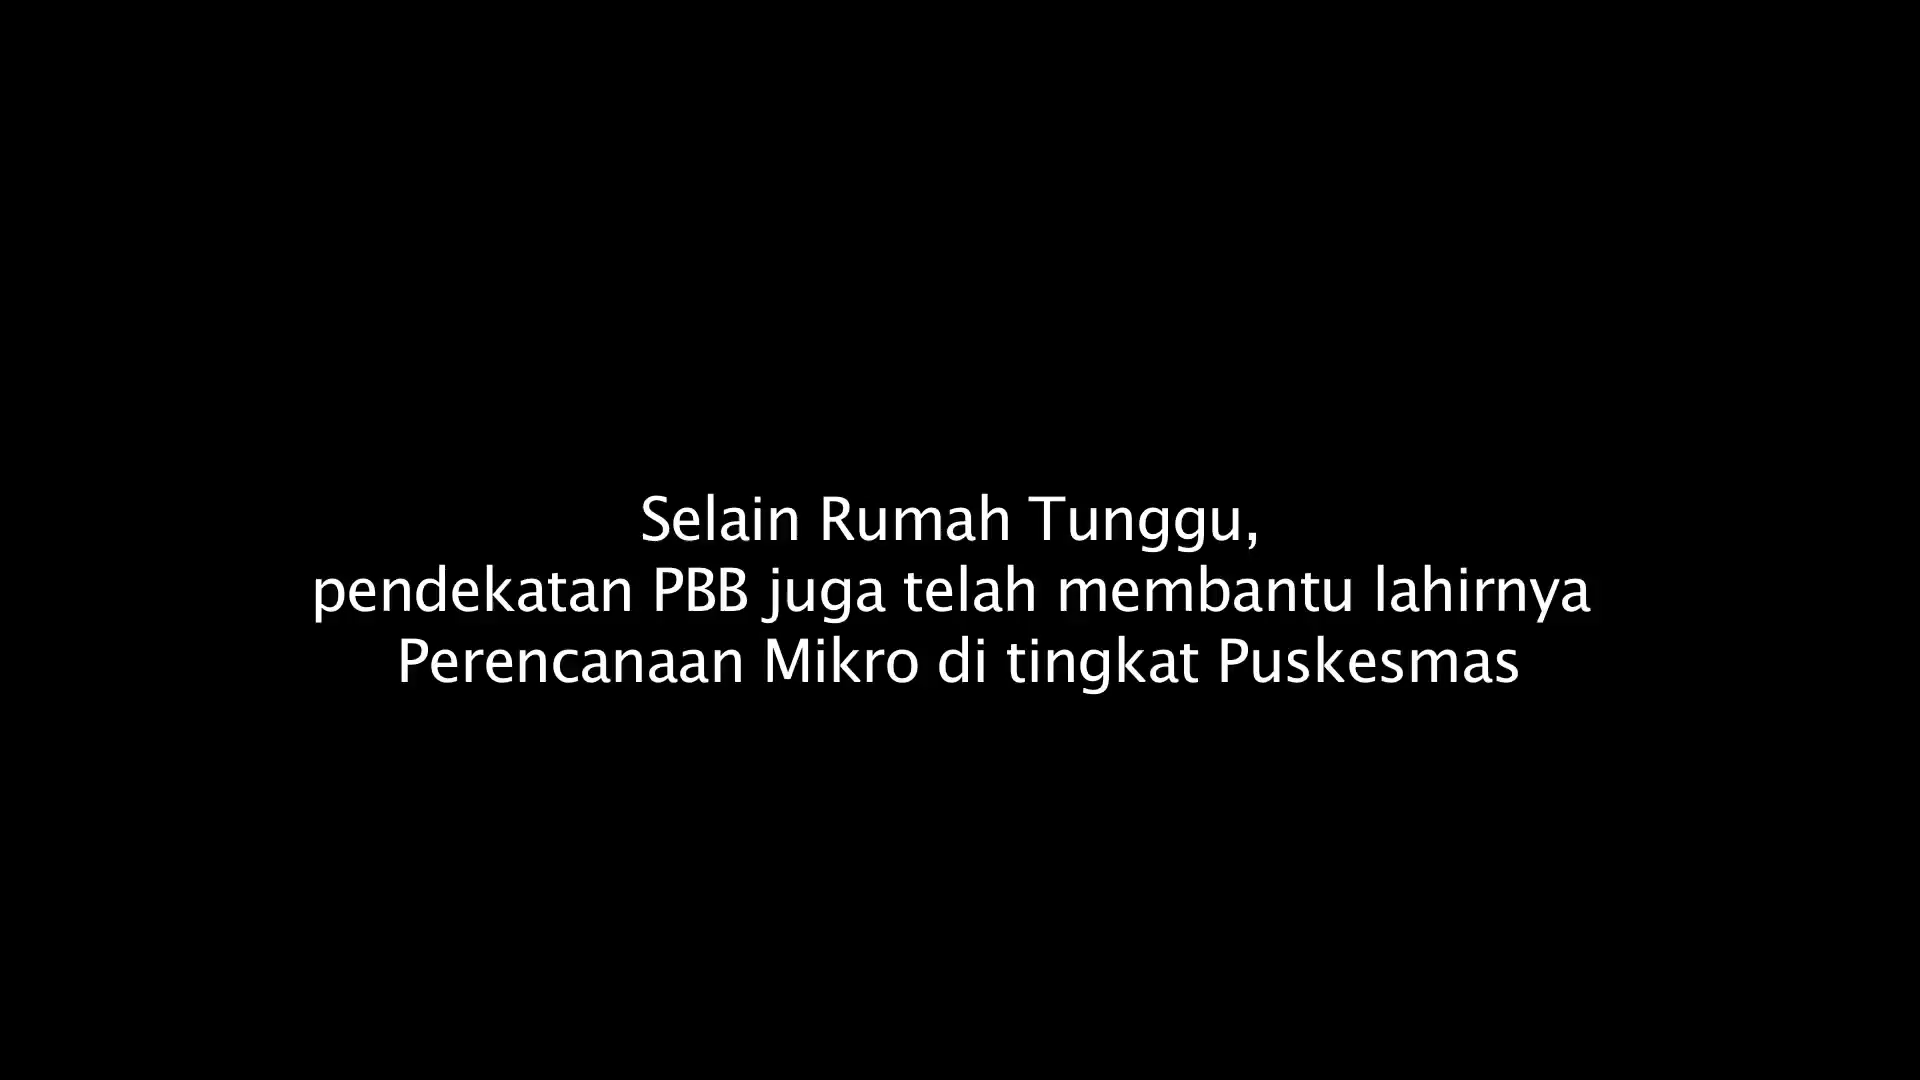 Selain Rumah Tunggu,
pendekatan PBB juga telah membantu lahirnya
Perencanaan Mikro di tingkat Puskesmas